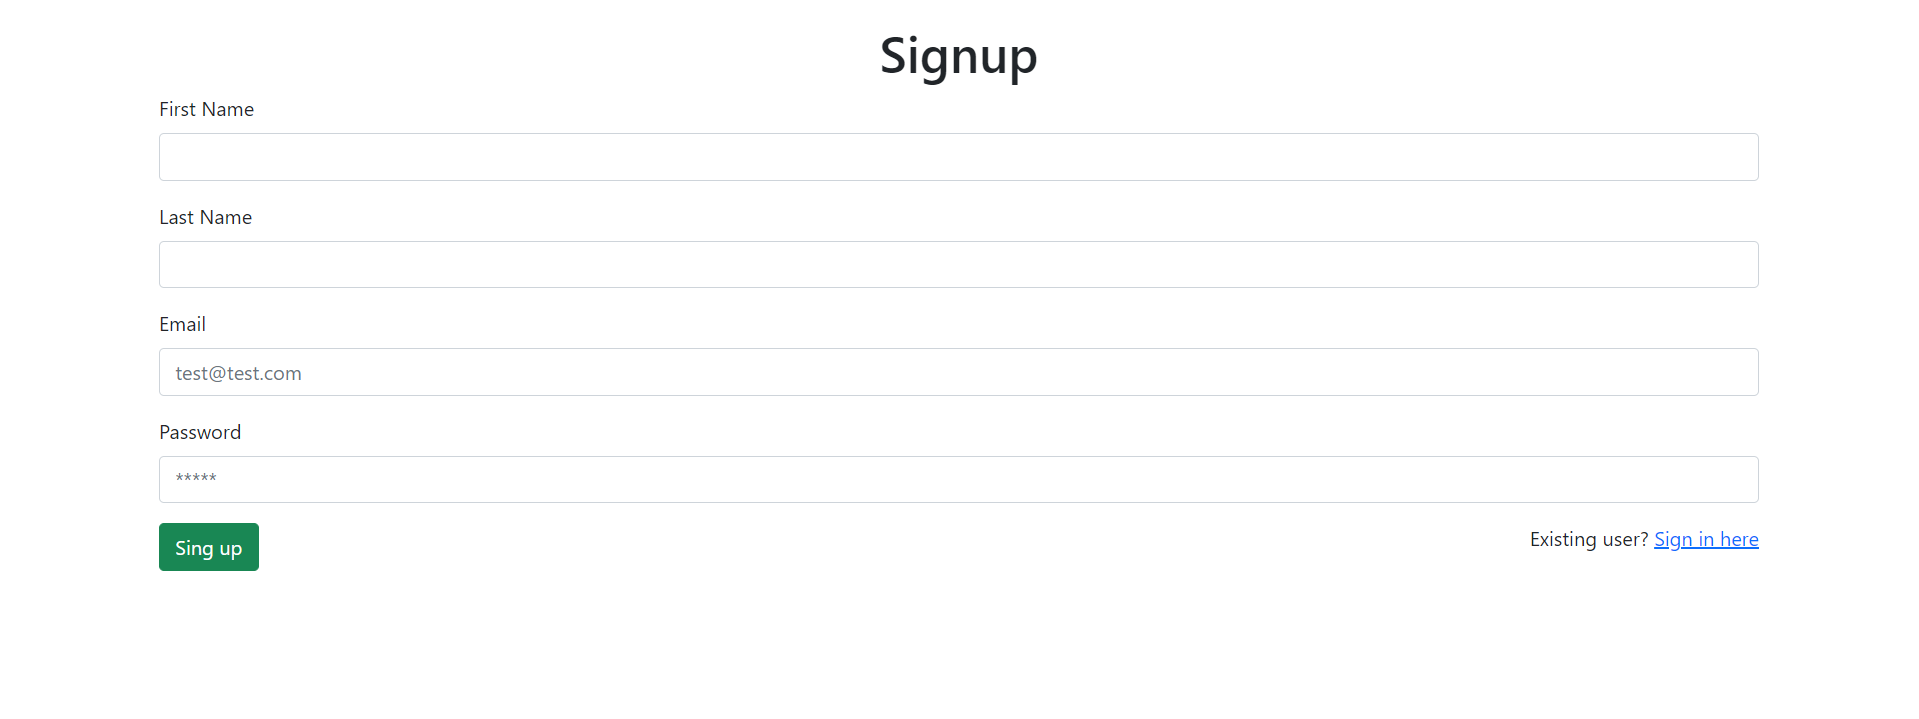 Signup
First Name
Last Name
Email
test@test.com
Password
*****
Sing up
Existing user? Sign in here